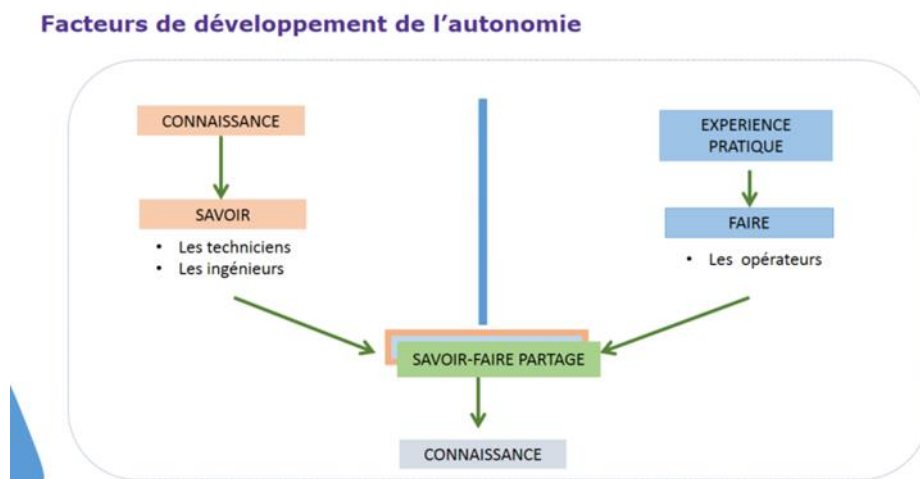 Facteurs de développement de l'autonomie
CONNAISSANCE
SAVOIR
• Les techniciens
• Les ingénieurs
EXPERIENCE
PRATIQUE
FAIRE
• Les opérateurs
SAVOIR-FAIRE PARTAGE
CONNAISSANCE